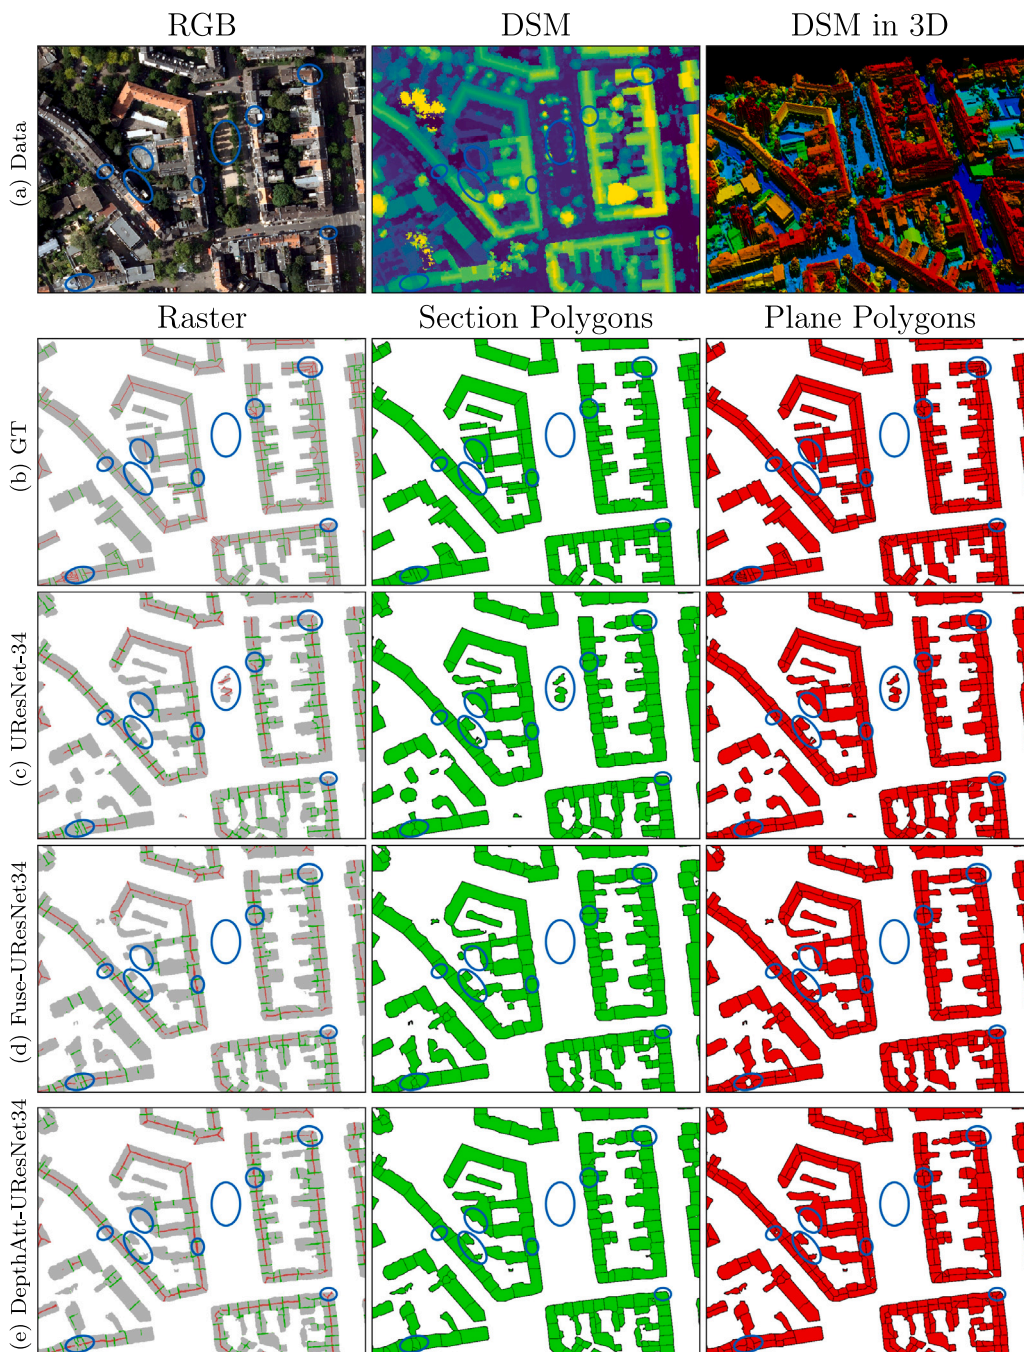 RGB DSM DSM in 3D
(a) Data
Raster Section Polygons Plane Polygons
(b) GT
(c) UResNet-34
(d) Fuse-UResNet34
(e) DepthAtt-UResNet34